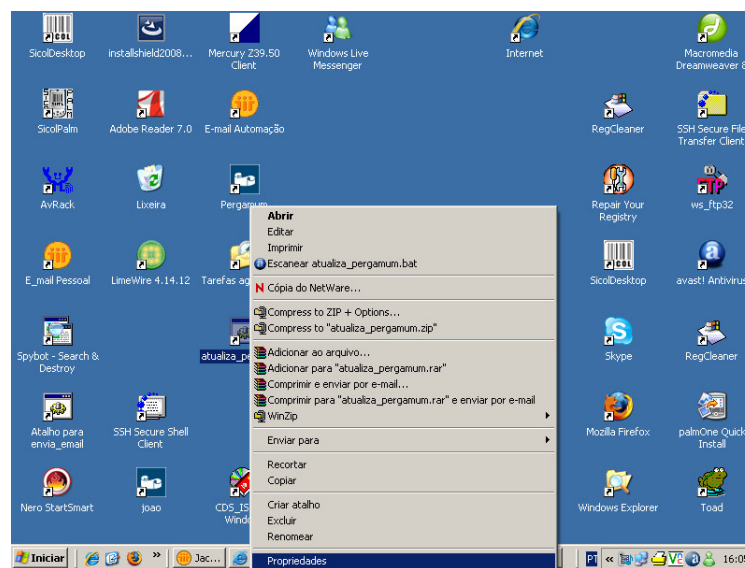 SicolDesktop
installshield2008...
Mercury Z39.50
Client
Windows Live
Messenger
Internet
Macromedia
Dreamweaver 8
SicolPalm
Adobe Reader 7.0
E-mail Automação
RegCleaner
SSH Secure File
Transfer Client
AvRack
Lixeira
Pergamum
Repair Your
Registry
ws_ftp32
E_mail Pessoal
LimeWire 4.14.12
Tarefas ag
SicolDesktop
avast! Antivirus
Spybot - Search &
Destroy
atualiza_pe
Skype
RegCleaner
Atalho para
envia_email
SSH Secure Shell
Client
Mozilla Firefox
palmOne Quick
Install
Nero StartSmart
joao
CDS_IS
Windo
Windows Explorer
Toad
Abrir
Editar
Imprimir
Escanear atualiza_pergamum.bat
Cópia do NetWare...
Compress to ZIP + Options...
Compress to "atualiza_pergamum.zip"
Adicionar ao arquivo...
Adicionar para "atualiza_pergamum.rar"
Comprimir e enviar por e-mail...
Comprimir para "atualiza_pergamum.rar" e enviar por e-mail
WinZip
Enviar para
Recortar
Copiar
Criar atalho
Excluir
Renomear
Propriedades
Iniciar
Jac...
PT
16:05